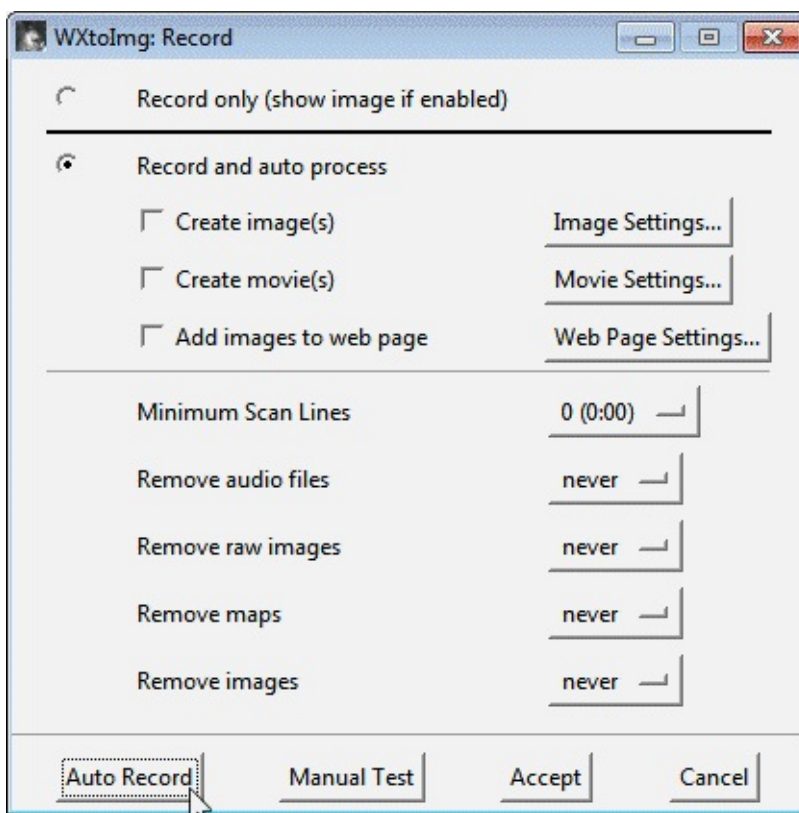 WXtoImg: Record
Record only (show image if enabled)
Record and auto process
Create image(s) Image Settings...
Create movie(s) Movie Settings...
Add images to web page Web Page Settings...
Minimum Scan Lines 0 (0:00)
Remove audio files never
Remove raw images never
Remove maps never
Remove images never
Auto Record Manual Test Accept Cancel